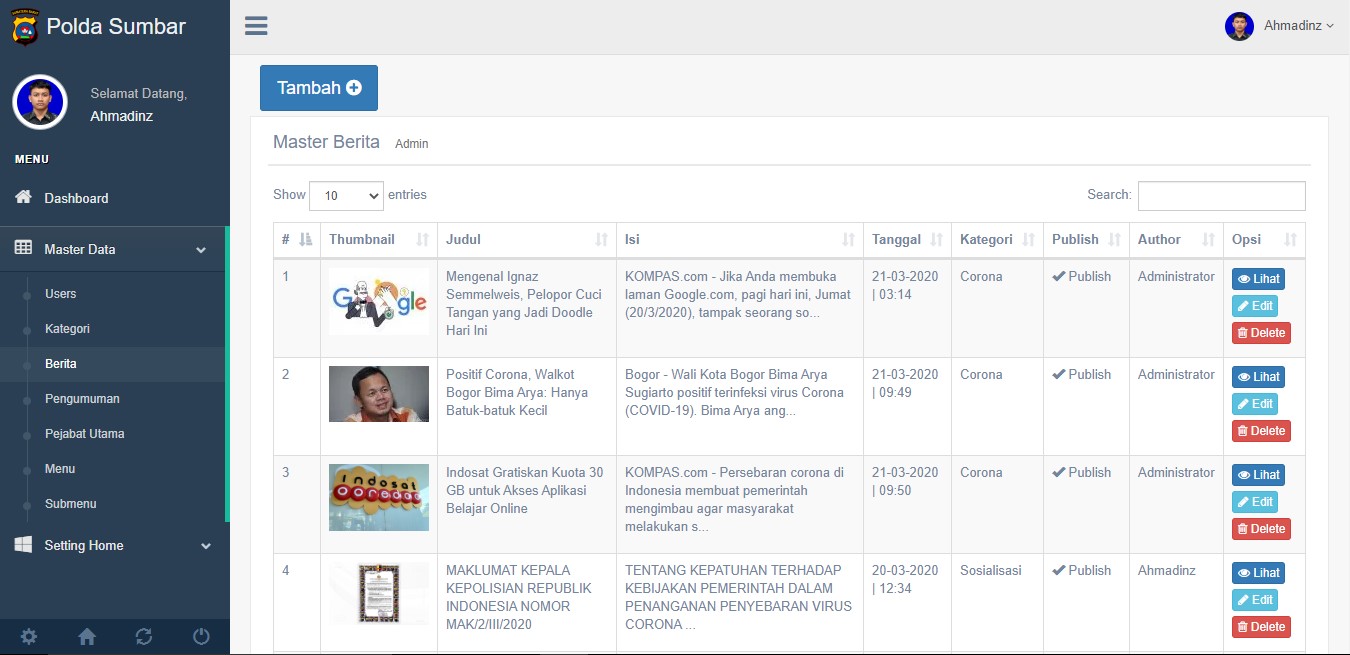 Polda Sumbar
Ahmadinz
Selamat Datang,
Ahmadinz
MENU
Dashboard
Master Data
Users
Kategori
Berita
Pengumuman
Pejabat Utama
Menu
Submenu
Setting Home
Tambah
Master Berita Admin
Show 10 entries
Search:
# Thumbnail Judul Isi Tanggal Kategori Publish Author Opsi
1
Google
Mengenal Ignaz
Semmelweis, Pelopor Cuci
Tangan yang Jadi Doodle
Hari Ini
KOMPAS.com - Jika Anda membuka
laman Google.com, pagi hari ini, Jumat
(20/3/2020), tampak seorang so...
21-03-2020
| 03:14
Corona
Publish
Administrator
Lihat
Edit
Delete
2
Positif Corona, Walkot
Bogor Bima Arya: Hanya
Batuk-batuk Kecil
Bogor - Wali Kota Bogor Bima Arya
Sugiarto positif terinfeksi virus Corona
(COVID-19). Bima Arya ang...
21-03-2020
| 09:49
Corona
Publish
Administrator
Lihat
Edit
Delete
3
indosat
ooredoo
Indosat Gratiskan Kuota 30
GB untuk Akses Aplikasi
Belajar Online
KOMPAS.com - Persebaran corona di
Indonesia membuat pemerintah
mengimbau agar masyarakat
melakukan s...
21-03-2020
| 09:50
Corona
Publish
Administrator
Lihat
Edit
Delete
4
MAKLUMAT KEPALA
KEPOLISIAN REPUBLIK
INDONESIA NOMOR
MAK/2/III/2020
TENTANG KEPATUHAN TERHADAP
KEBIJAKAN PEMERINTAH DALAM
PENANGANAN PENYEBARAN VIRUS
CORONA ...
20-03-2020
| 12:34
Sosialisasi
Publish
Ahmadinz
Lihat
Edit
Delete